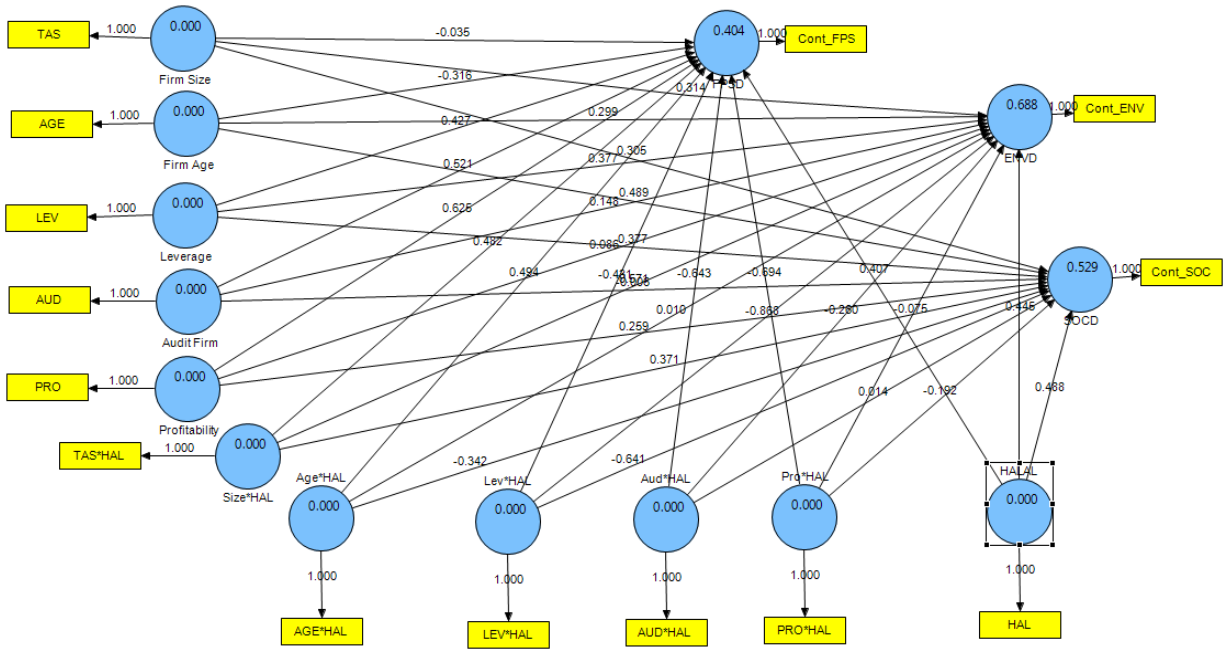 TAS
1.000
0.000
Firm Size
-0.035
0.404
1.000
Cont_FPS
-0.316
0.314
AGE
1.000
0.000
Firm Age
0.427
0.299
0.688
1.000
Cont_ENV
ENVD
0.377
0.305
LEV
1.000
0.000
Leverage
0.521
0.625
0.148
0.489
0.482
0.086
0.377
AUD
1.000
0.000
Audit Firm
0.494
-0.643
-0.694
0.407
0.529
1.000
Cont_SOC
SOCD
0.010
-0.868
-0.280
-0.075
0.445
PRO
1.000
0.000
Profitability
0.259
0.371
0.014
-0.192
0.488
TAS*HAL
1.000
0.000
Size*HAL
-0.342
-0.641
Age*HAL
0.000
1.000
AGE*HAL
Lev*HAL
0.000
1.000
LEV*HAL
Aud*HAL
0.000
1.000
AUD*HAL
Pro*HAL
0.000
1.000
PRO*HAL
HALAL
0.000
1.000
HAL